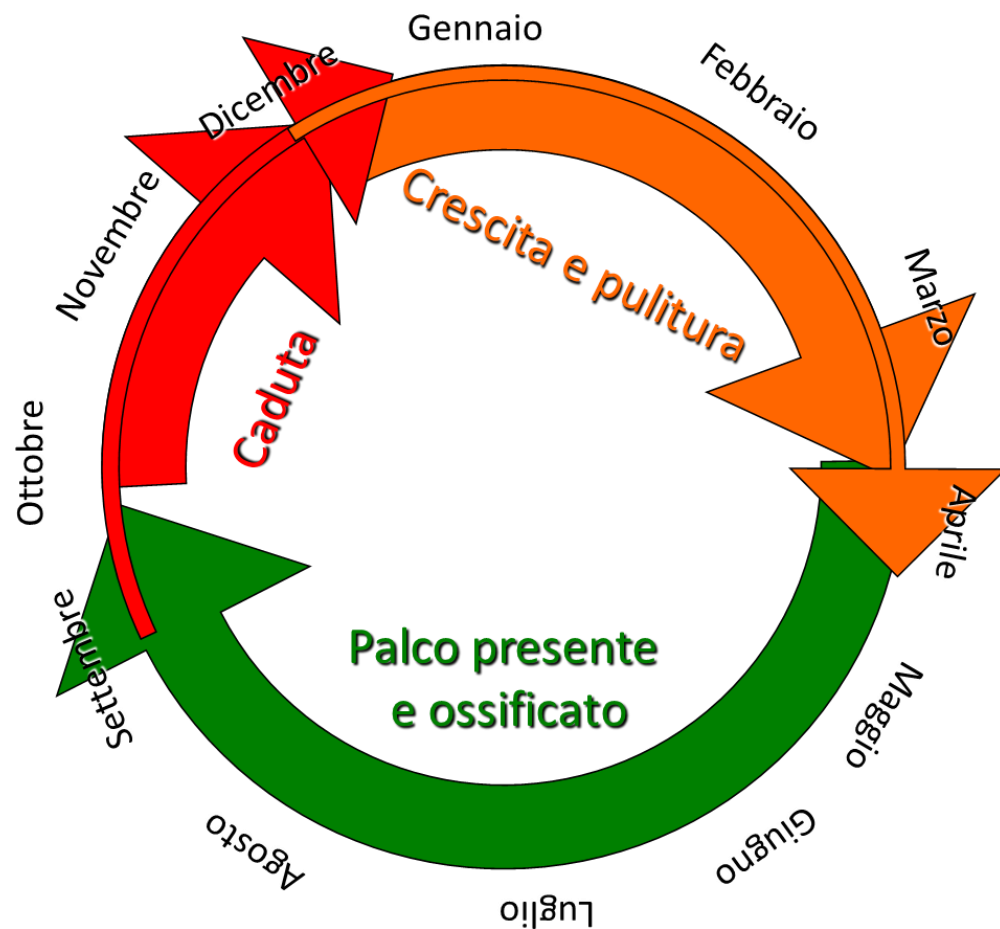 Gennaio
Febbraio
Marzo
Aprile
Maggio
Giugno
Luglio
Agosto
Settembre
Ottobre
Novembre
Dicembre
Crescita e pulitura
Caduta
Palco presente
e ossificato